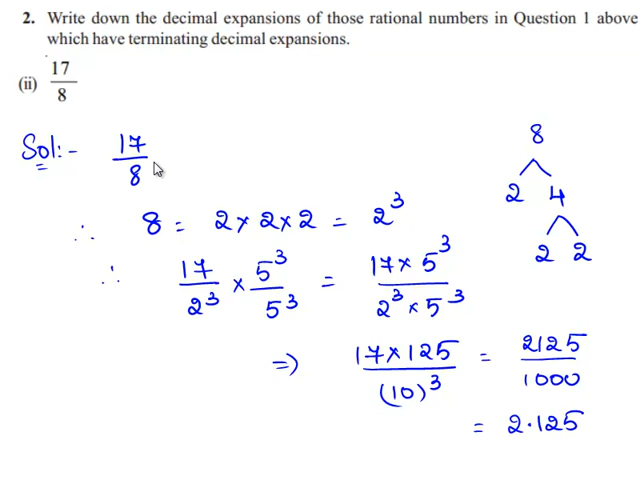 2. Write down the decimal expansions of those rational numbers in Question 1 above
which have terminating decimal expansions.
(ii) 17/8
Sol:- 17/8
8
2 4
2 2
∴ 8 = 2 × 2 × 2 = 2³
∴ 17/2³ × 5³/5³ = 17 × 5³/2³ × 5³
⇒ 17 × 125/(10)³ = 2125/1000
= 2.125